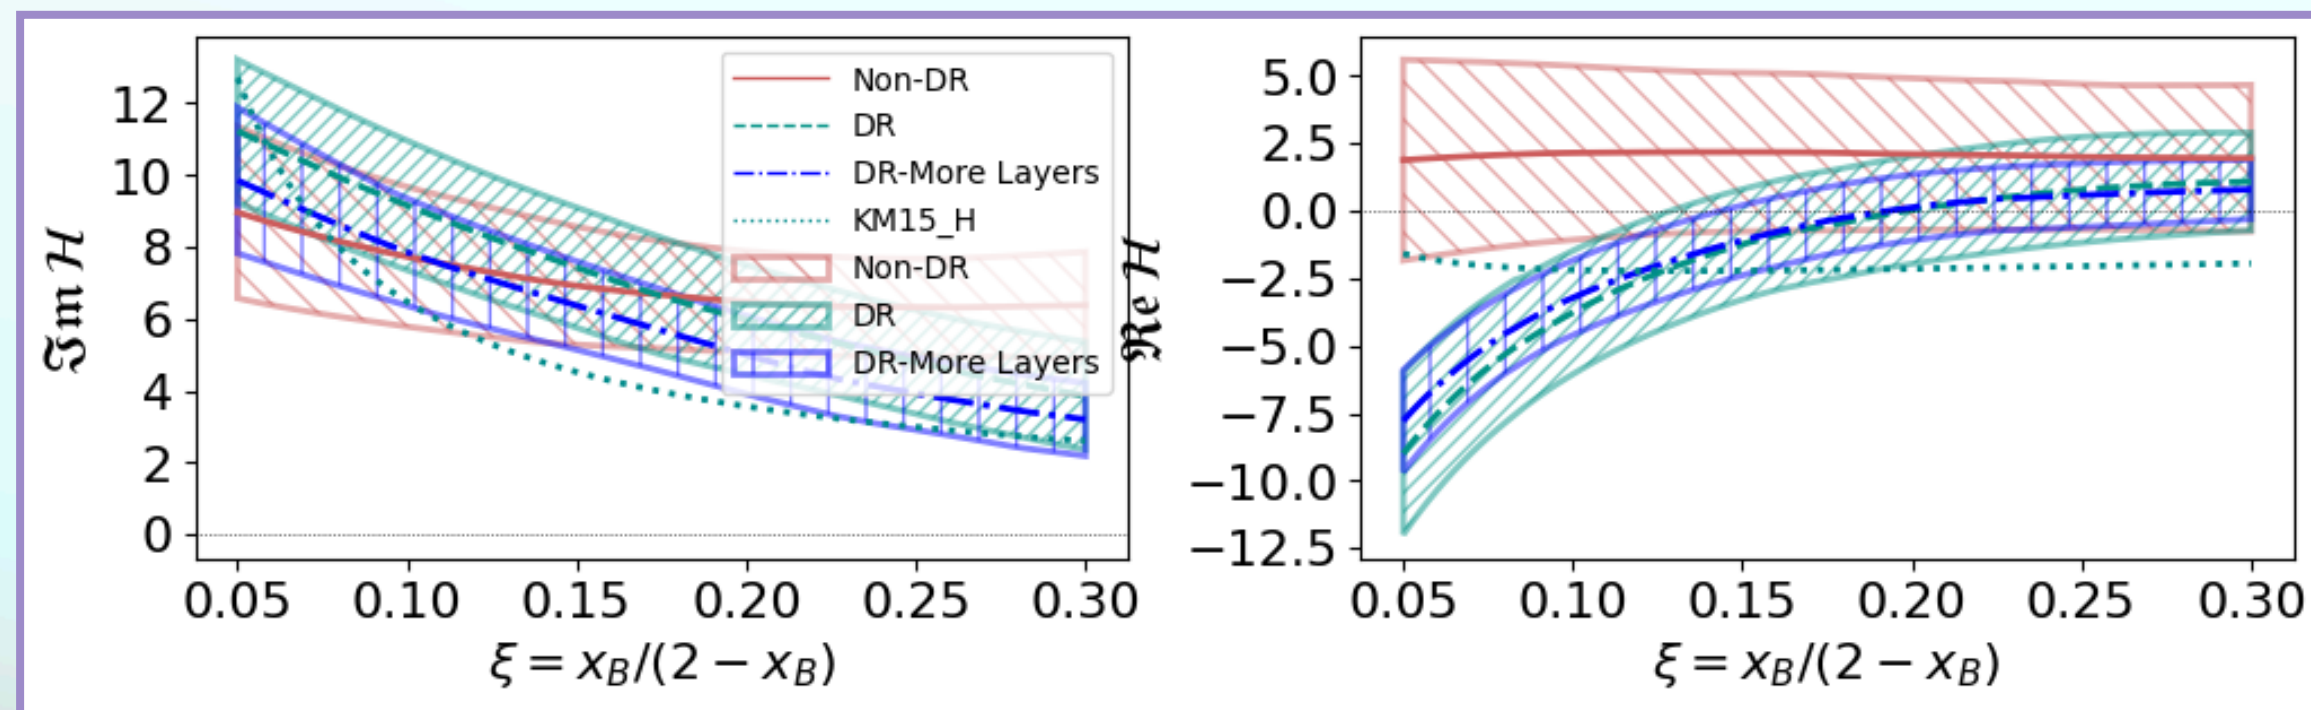 𝕴𝖒 ℋ
12
10
8
6
4
2
0
0.05 0.10 0.15 0.20 0.25 0.30
ξ = x_B/(2 − x_B)
Non-DR
DR
DR-More Layers
KM15_H
Non-DR
DR
DR-More Layers
𝕽𝖊 ℋ
5.0
2.5
0.0
−2.5
−5.0
−7.5
−10.0
−12.5
0.05 0.10 0.15 0.20 0.25 0.30
ξ = x_B/(2 − x_B)